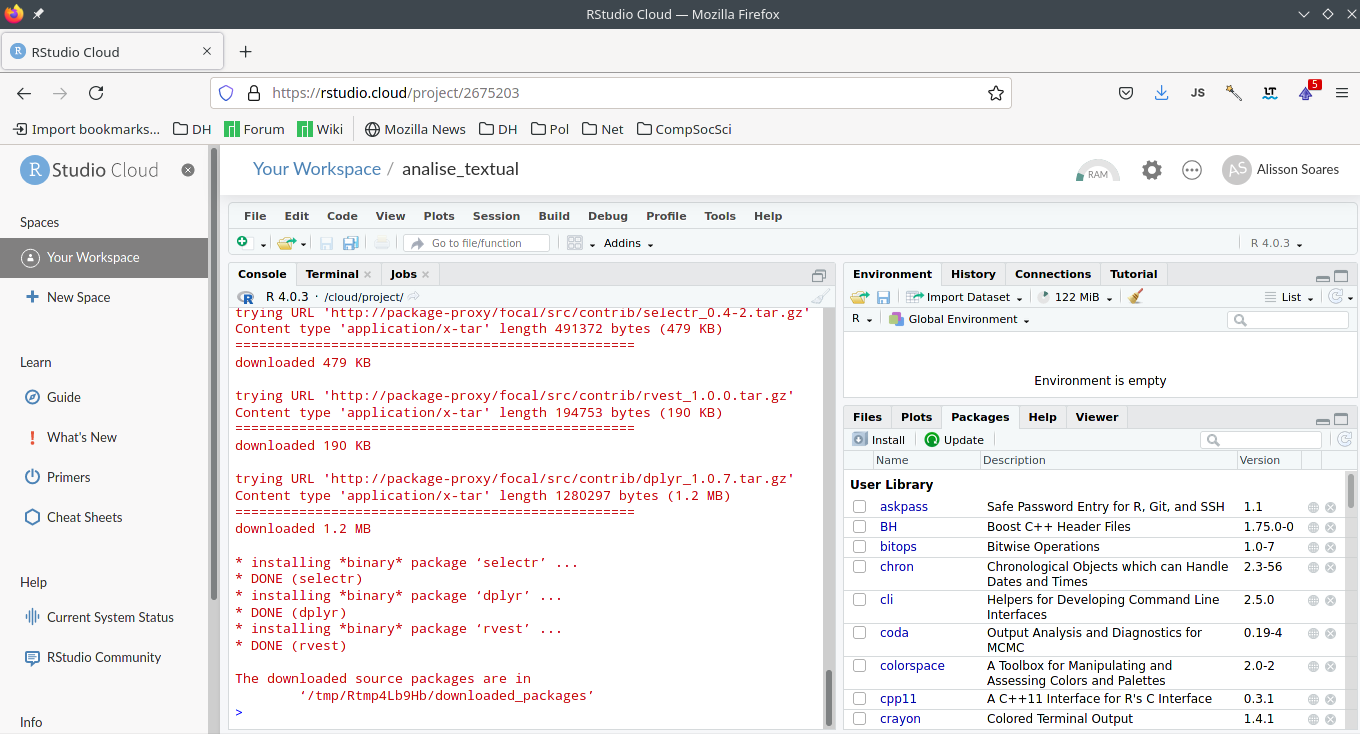 RStudio Cloud — Mozilla Firefox
R RStudio Cloud
https://rstudio.cloud/project/2675203
JS LT 5
Import bookmarks... DH Forum Wiki Mozilla News DH Pol Net CompSocSci
R Studio Cloud
Your Workspace / analise_textual
RAM
AS Alisson Soares
Spaces
Your Workspace
New Space
Learn
Guide
What's New
Primers
Cheat Sheets
Help
Current System Status
RStudio Community
Info
File Edit Code View Plots Session Build Debug Profile Tools Help
Go to file/function Addins R 4.0.3
Console Terminal Jobs
R R 4.0.3 · /cloud/project/
trying URL 'http://package-proxy/focal/src/contrib/selectr_0.4-2.tar.gz'
Content type 'application/x-tar' length 491372 bytes (479 KB)
==================================================
downloaded 479 KB
trying URL 'http://package-proxy/focal/src/contrib/rvest_1.0.0.tar.gz'
Content type 'application/x-tar' length 194753 bytes (190 KB)
==================================================
downloaded 190 KB
trying URL 'http://package-proxy/focal/src/contrib/dplyr_1.0.7.tar.gz'
Content type 'application/x-tar' length 1280297 bytes (1.2 MB)
==================================================
downloaded 1.2 MB
* installing *binary* package ‘selectr’ ...
* DONE (selectr)
* installing *binary* package ‘dplyr’ ...
* DONE (dplyr)
* installing *binary* package ‘rvest’ ...
* DONE (rvest)
The downloaded source packages are in
‘/tmp/Rtmp4Lb9Hb/downloaded_packages’
>
Environment History Connections Tutorial
Import Dataset 122 MiB List
R Global Environment
Environment is empty
Files Plots Packages Help Viewer
Install Update
Name Description Version
User Library
askpass Safe Password Entry for R, Git, and SSH 1.1
BH Boost C++ Header Files 1.75.0-0
bitops Bitwise Operations 1.0-7
chron Chronological Objects which can Handle 2.3-56
Dates and Times
cli Helpers for Developing Command Line 2.5.0
Interfaces
coda Output Analysis and Diagnostics for 0.19-4
MCMC
colorspace A Toolbox for Manipulating and 2.0-2
Assessing Colors and Palettes
cpp11 A C++11 Interface for R's C Interface 0.3.1
crayon Colored Terminal Output 1.4.1